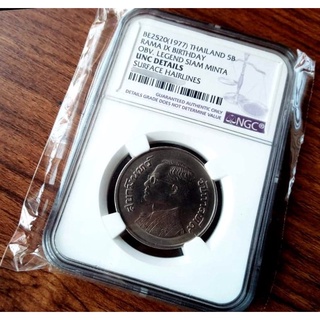 BE2520(1977) THAILAND 5B
RAMA IX BIRTHDAY
OBV. LEGEND SIAM MINTA
UNC DETAILS
SURFACE HAIRLINES
GUARANTEED AUTHENTIC ONLY
DETAILS GRADE DOES NOT DETERMINE VALUE
NGC